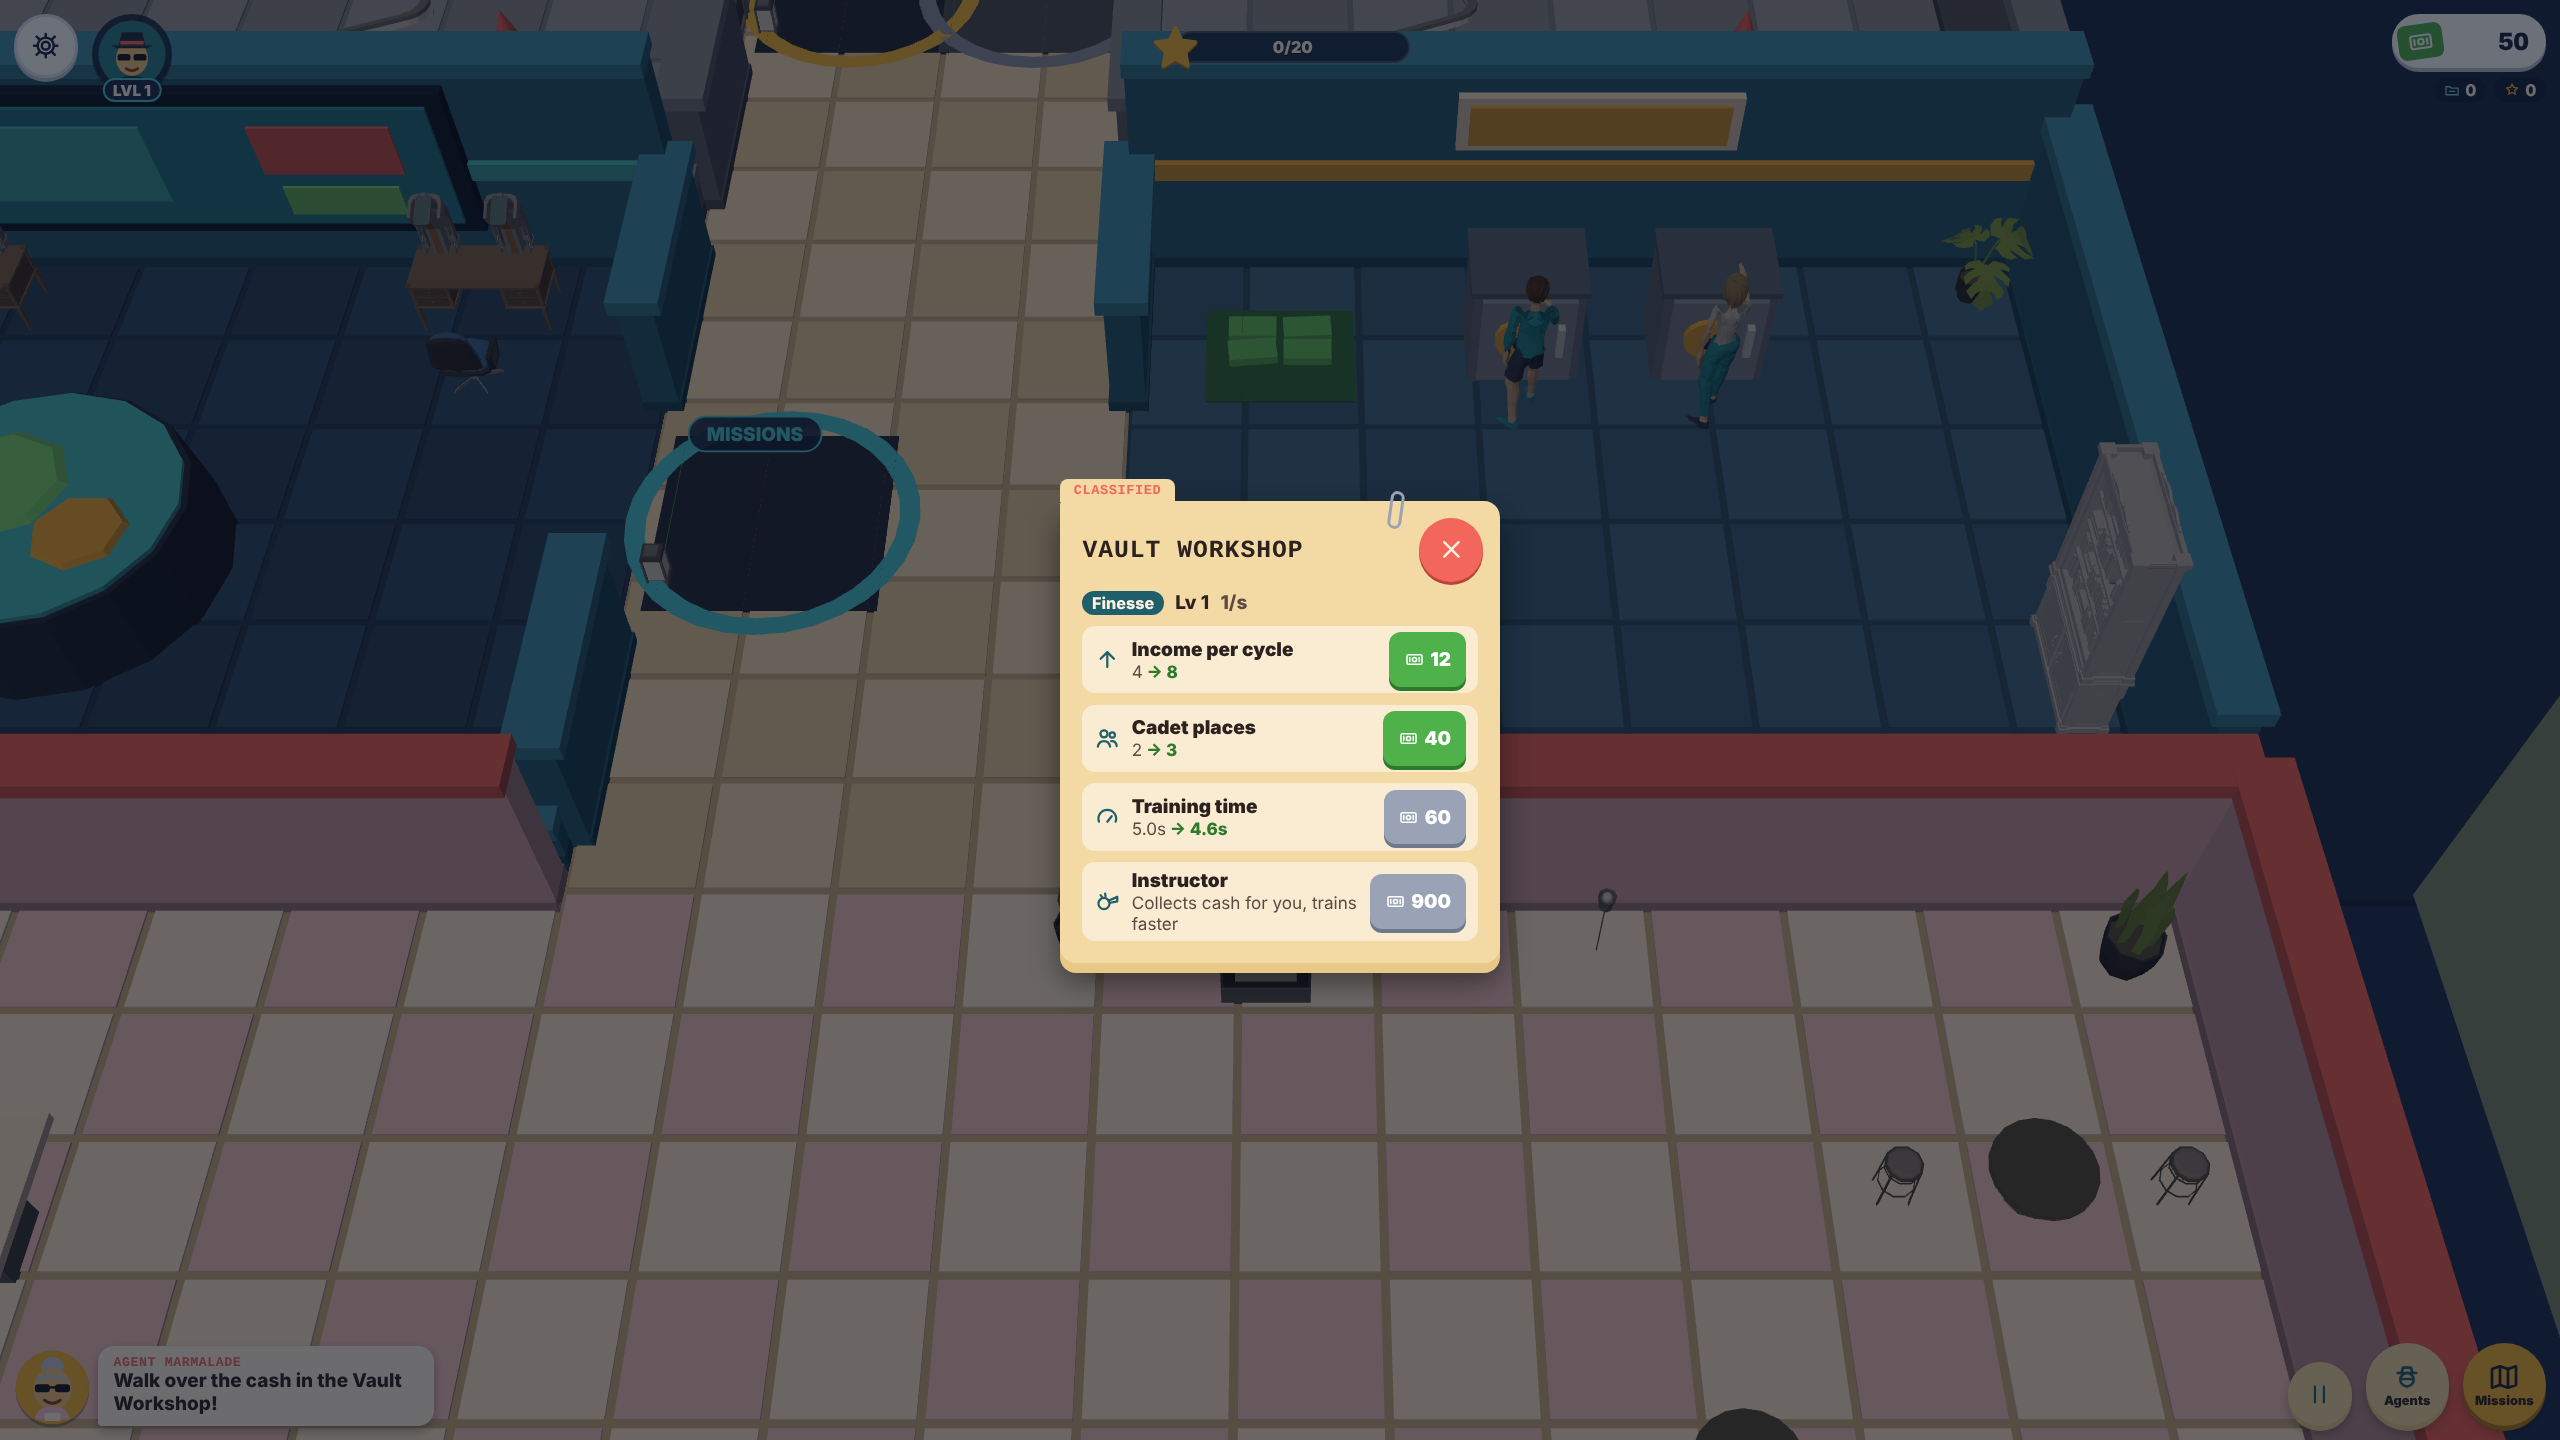 LVL 1
0/20
50
0
0
MISSIONS
CLASSIFIED
VAULT WORKSHOP
Finesse Lv 1 1/s
Income per cycle
4 → 8
12
Cadet places
2 → 3
40
Training time
5.0s → 4.6s
60
Instructor
Collects cash for you, trains
faster
900
AGENT MARMALADE
Walk over the cash in the Vault
Workshop!
Agents
Missions